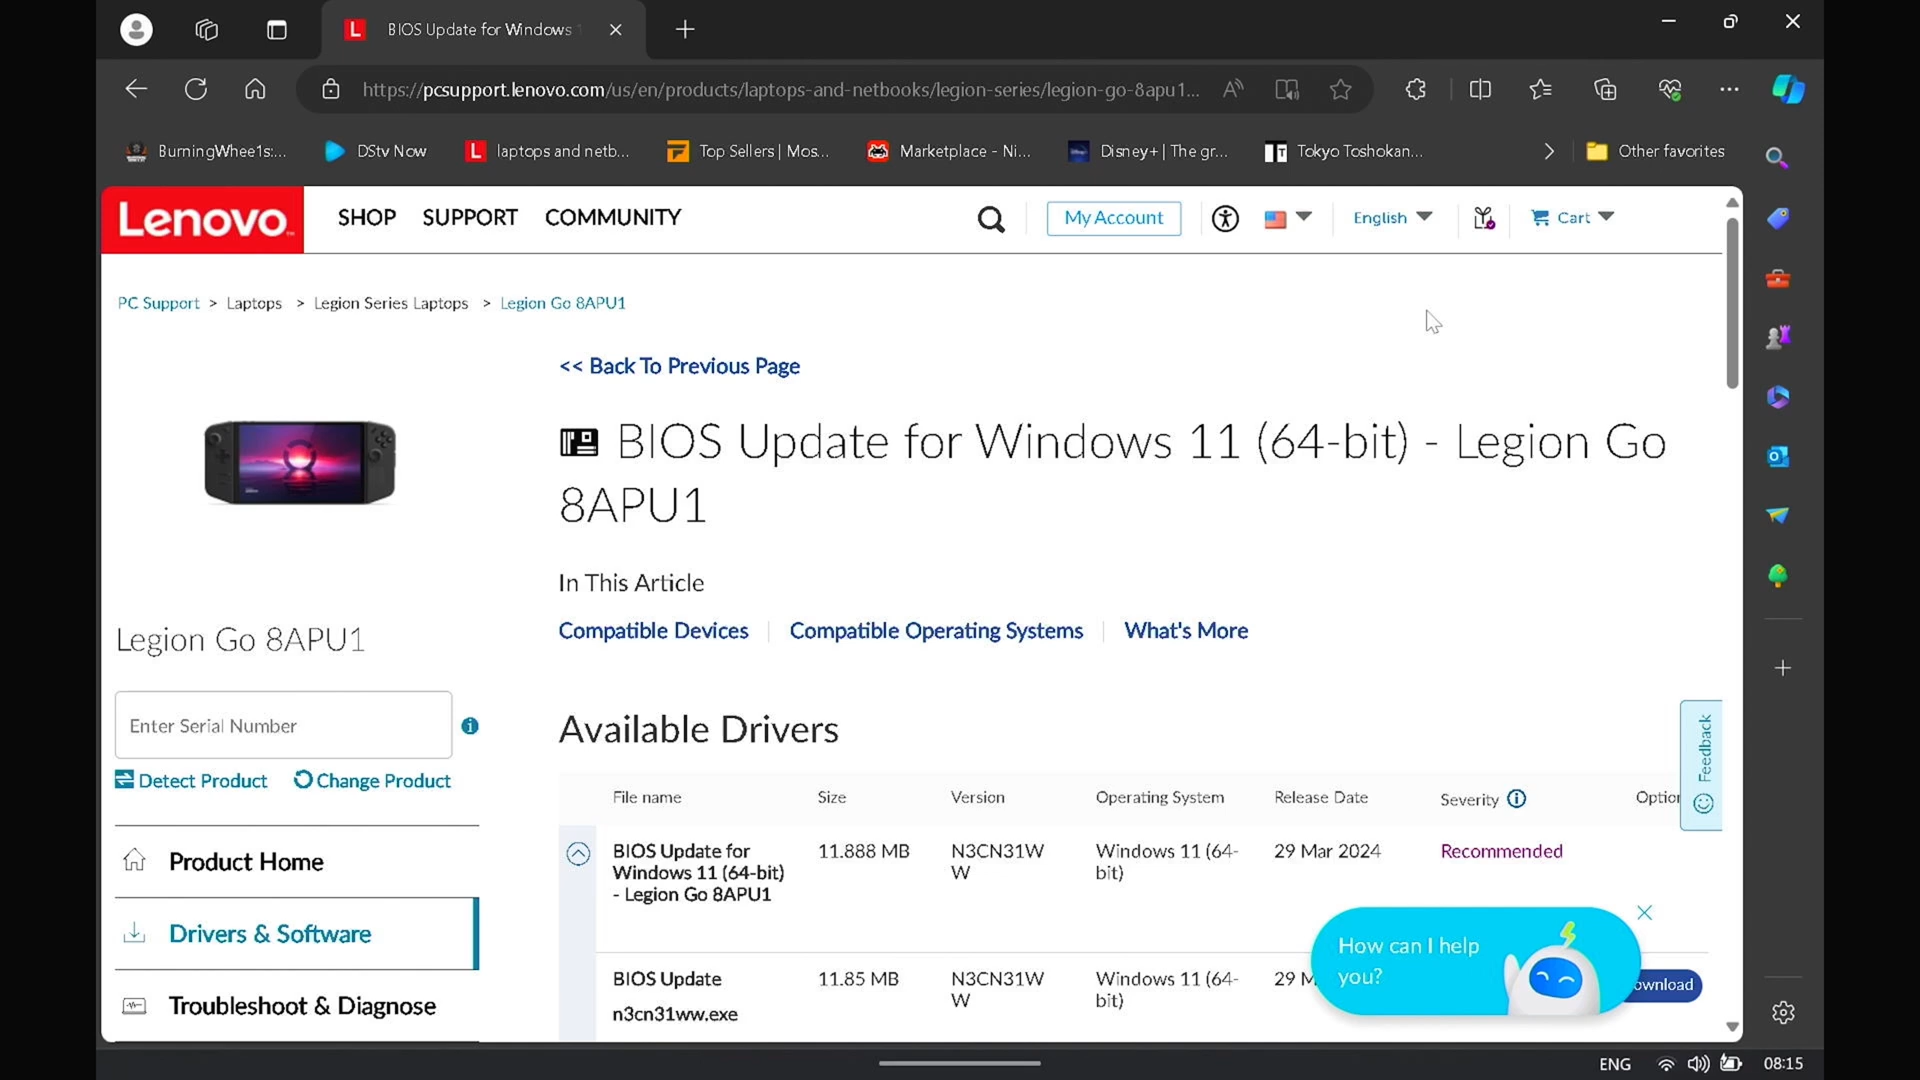 BIOS Update for Windows 1
https://pcsupport.lenovo.com/us/en/products/laptops-and-netbooks/legion-series/legion-go-8apu1...
BurningWhee1s:...
DStv Now
laptops and netb...
Top Sellers | Mos...
Marketplace - Ni...
Disney+ | The gr...
Tokyo Toshokan...
Other favorites
Lenovo
SHOP
SUPPORT
COMMUNITY
My Account
English
Cart
PC Support > Laptops > Legion Series Laptops > Legion Go 8APU1
<< Back To Previous Page
BIOS Update for Windows 11 (64-bit) - Legion Go
8APU1
In This Article
Compatible Devices
Compatible Operating Systems
What's More
Legion Go 8APU1
Enter Serial Number
Detect Product
Change Product
Product Home
Drivers & Software
Troubleshoot & Diagnose
Available Drivers
File name Size Version Operating System Release Date Severity Option
BIOS Update for 11.888 MB N3CN31W Windows 11 (64- 29 Mar 2024 Recommended
Windows 11 (64-bit) W bit)
- Legion Go 8APU1
BIOS Update 11.85 MB N3CN31W Windows 11 (64- 29 M
W bit)
n3cn31ww.exe
ownload
How can I help
you?
Feedback
ENG
08:15